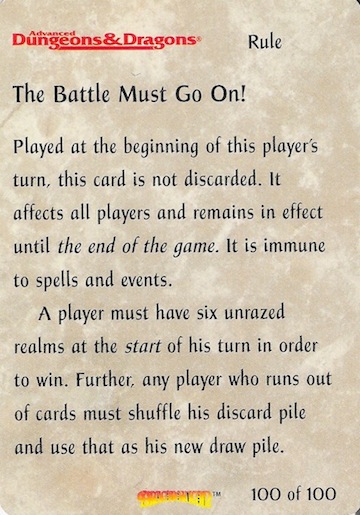 Advanced
Dungeons&Dragons® Rule
The Battle Must Go On!
Played at the beginning of this player's
turn, this card is not discarded. It
affects all players and remains in effect
until the end of the game. It is immune
to spells and events.
A player must have six unrazed
realms at the start of his turn in order
to win. Further, any player who runs out
of cards must shuffle his discard pile
and use that as his new draw pile.
™ 100 of 100